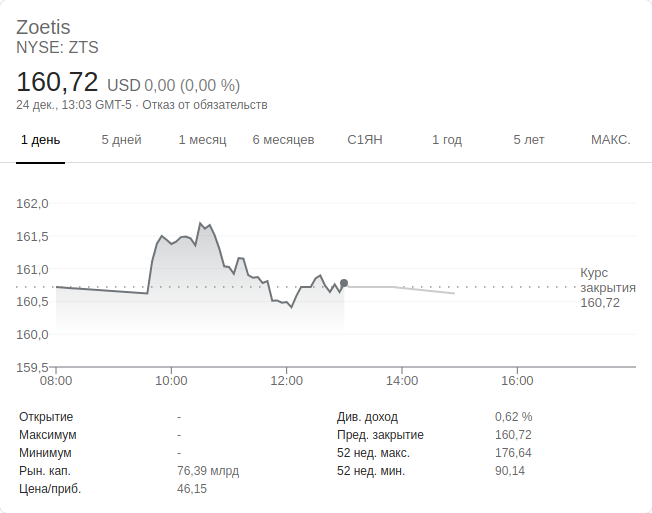 Zoetis
NYSE: ZTS
160,72 USD 0,00 (0,00 %)
24 дек., 13:03 GMT-5 · Отказ от обязательств
1 день 5 дней 1 месяц 6 месяцев С1ЯН 1 год 5 лет МАКС.
162,0
161,5
161,0
160,5
160,0
159,5
Курс
закрытия
160,72
08:00 10:00 12:00 14:00 16:00
Открытие - Див. доход 0,62 %
Максимум - Пред. закрытие 160,72
Минимум - 52 нед. макс. 176,64
Рын. кап. 76,39 млрд 52 нед. мин. 90,14
Цена/приб. 46,15